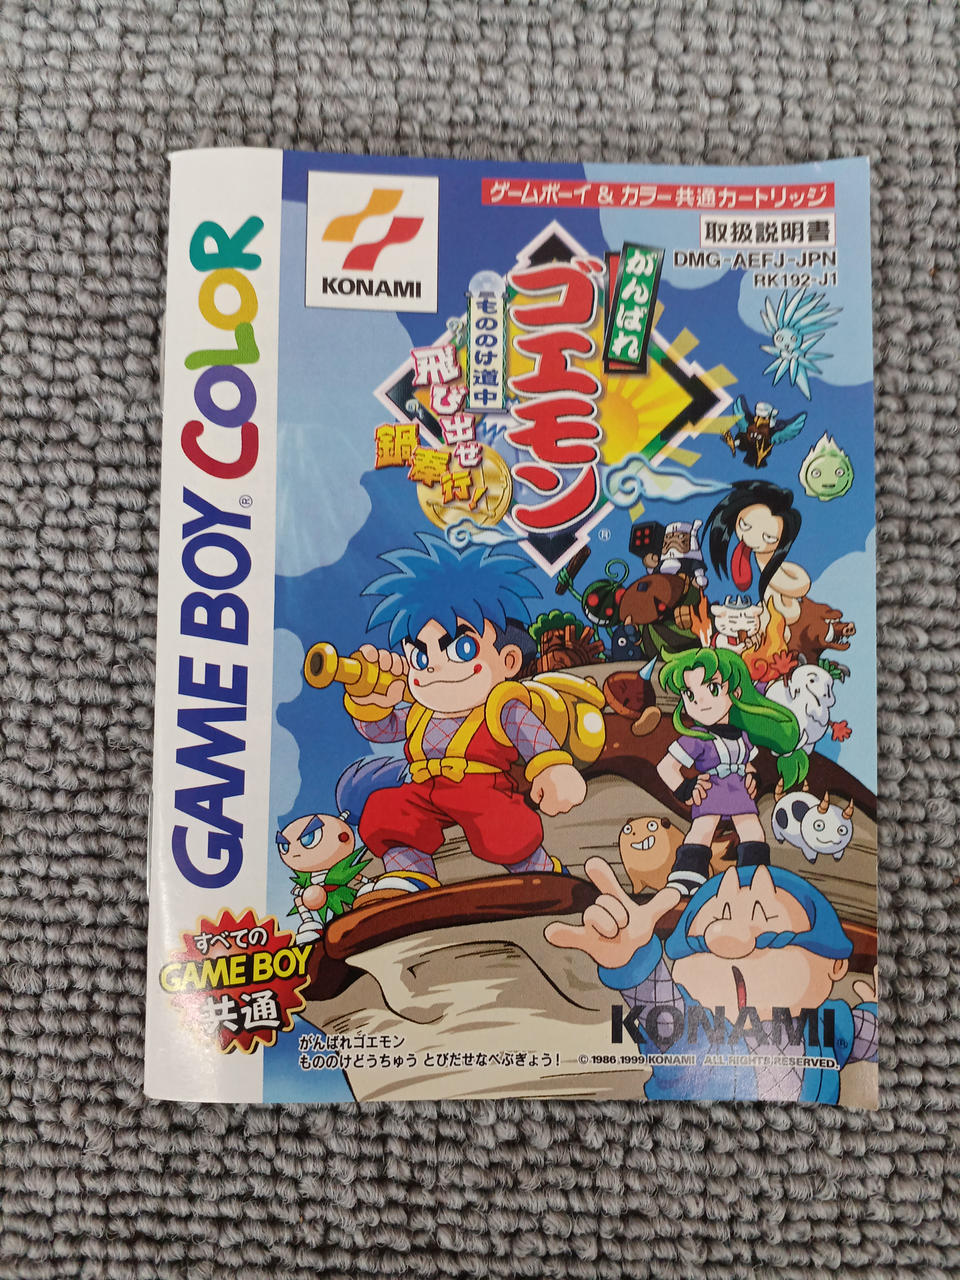 GAME BOY COLOR®
KONAMI
ゲームボーイ & カラー共通カートリッジ
取扱説明書
DMG-AEFJ-JPN
RK192-J1
がんばれ
ゴエモン
®
もののけ道中
飛び出せ
鍋奉行!
すべての
GAME BOY
共通
KONAMI®
がんばれゴエモン
もののけどうちゅう とびだせなべぶぎょう!
©1986 1999 KONAMI ALL RIGHTS RESERVED.